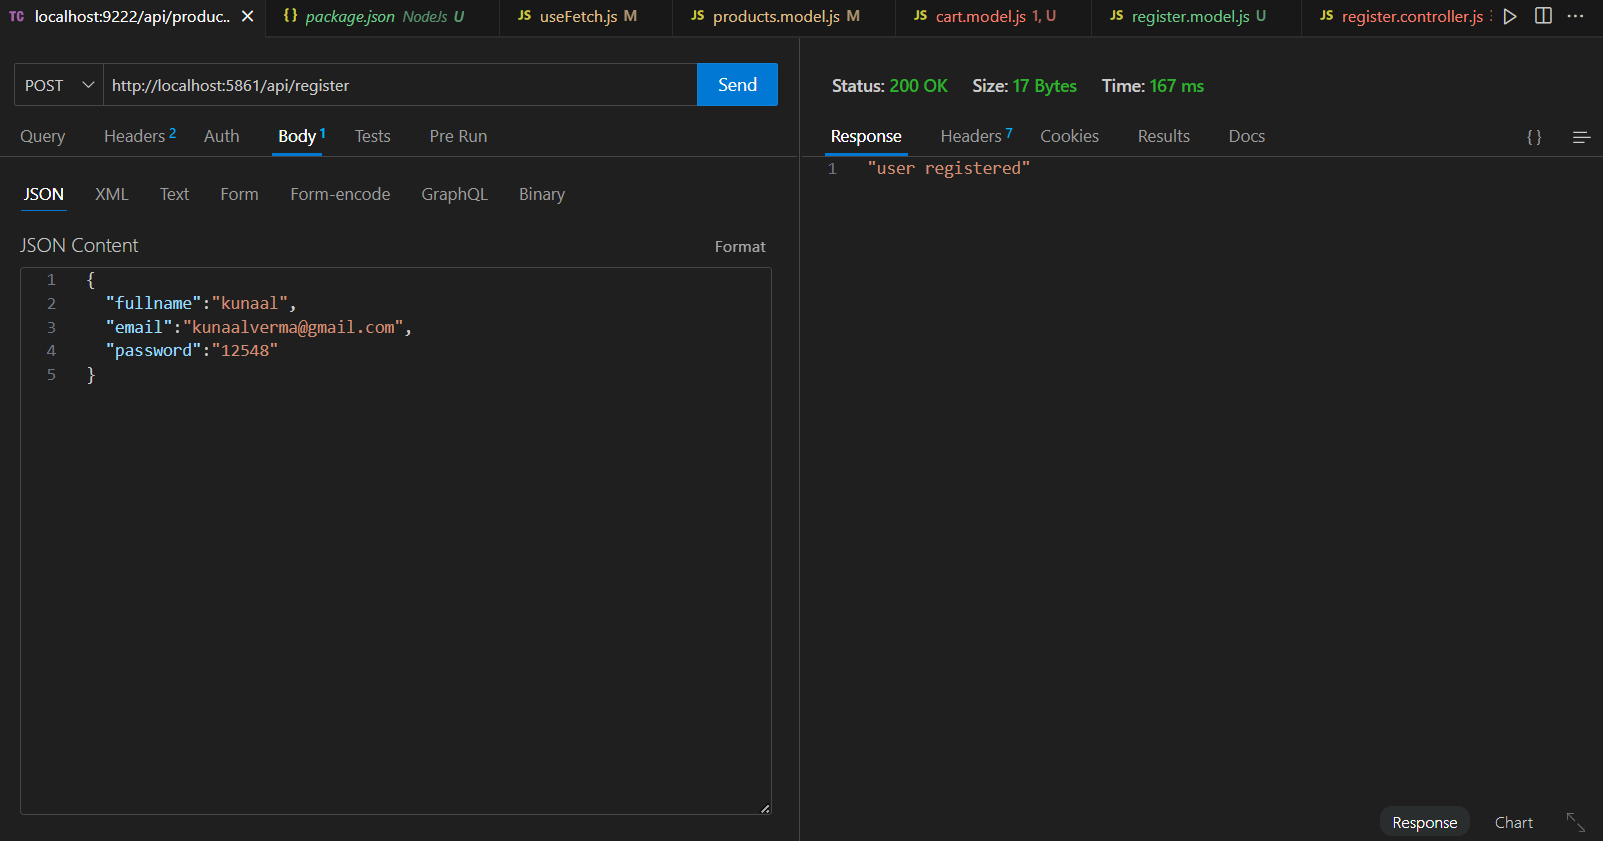 TC localhost:9222/api/produc.. {} package.json NodeJs U JS useFetch.js M JS products.model.js M JS cart.model.js 1, U JS register.model.js U JS register.controller.js
POST http://localhost:5861/api/register Send
Status: 200 OK Size: 17 Bytes Time: 167 ms
Query Headers 2 Auth Body 1 Tests Pre Run
Response Headers 7 Cookies Results Docs { }
1 "user registered"
JSON XML Text Form Form-encode GraphQL Binary
JSON Content Format
1 {
2 "fullname":"kunaal",
3 "email":"kunaalverma@gmail.com",
4 "password":"12548"
5 }
Response Chart